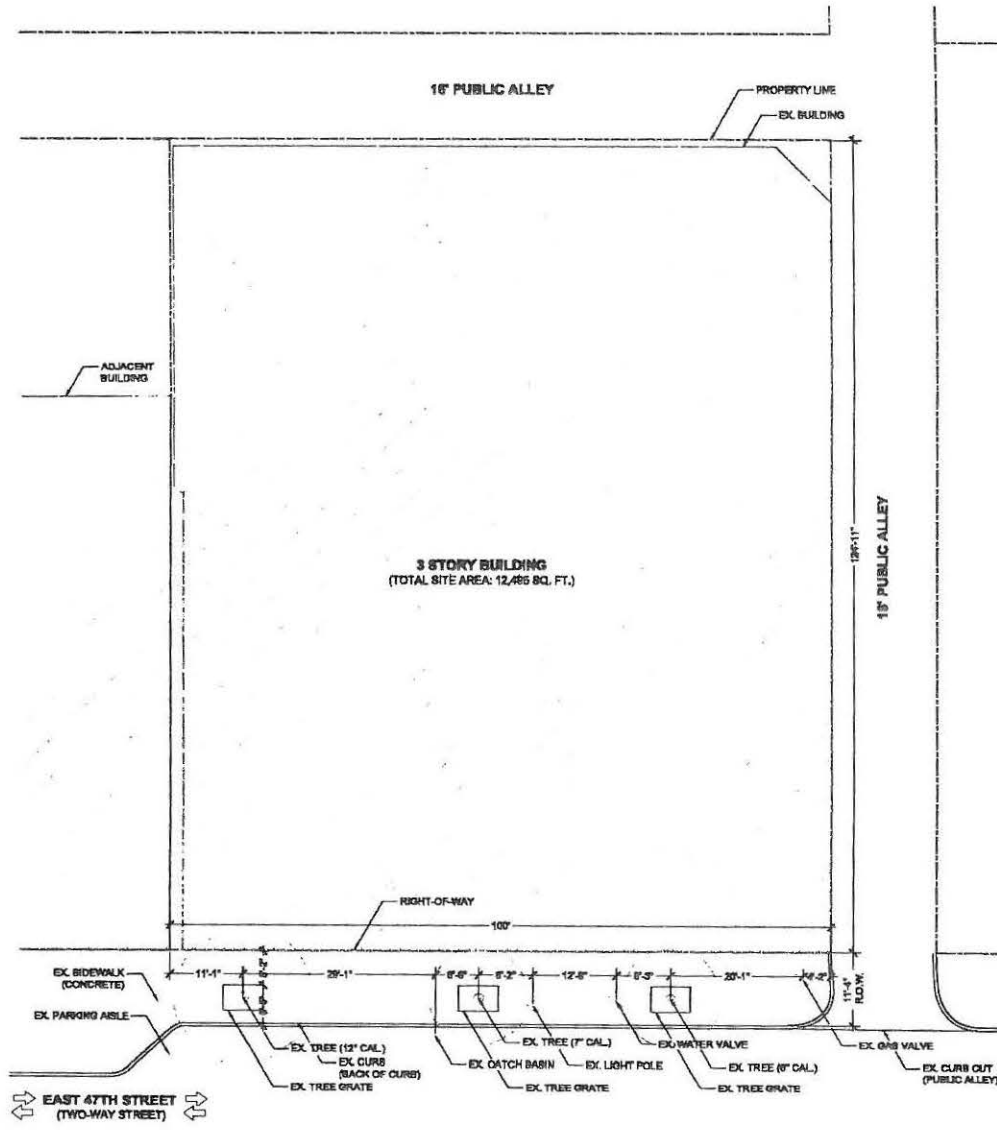 16' PUBLIC ALLEY
PROPERTY LINE
EX. BUILDING
ADJACENT
BUILDING
3 STORY BUILDING
(TOTAL SITE AREA: 12,495 SQ. FT.)
18' PUBLIC ALLEY
RIGHT-OF-WAY
100'
EX. SIDEWALK
(CONCRETE)
11'-1"
29'-1"
12'-8"
20'-1"
4'-2"
11'-4"
R.O.W.
EX. PARKING AISLE
EX. TREE (12" CAL.)
EX. CURB
(BACK OF CURB)
EX. TREE GRATE
EX. CATCH BASIN
EX. TREE (7" CAL.)
EX. TREE GRATE
EX. LIGHT POLE
EX. WATER VALVE
EX. TREE (6" CAL.)
EX. TREE GRATE
EX. GAS VALVE
EX. CURB CUT
(PUBLIC ALLEY)
EAST 47TH STREET
(TWO-WAY STREET)